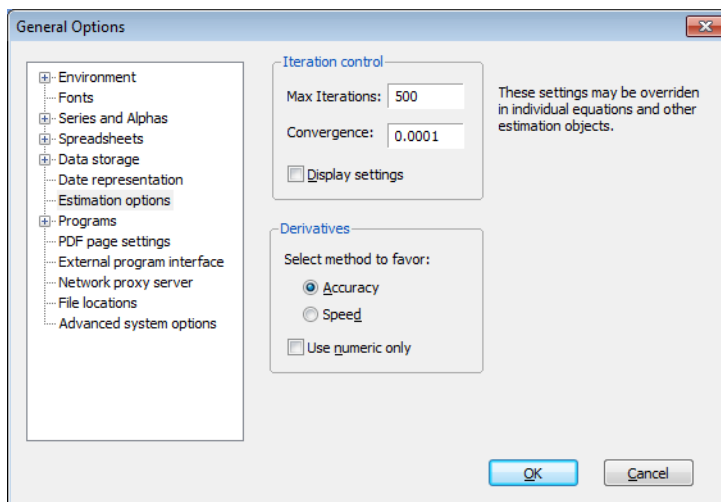 General Options
Environment
Fonts
Series and Alphas
Spreadsheets
Data storage
Date representation
Estimation options
Programs
PDF page settings
External program interface
Network proxy server
File locations
Advanced system options
Iteration control
Max Iterations: 500
Convergence: 0.0001
Display settings
These settings may be overriden
in individual equations and other
estimation objects.
Derivatives
Select method to favor:
Accuracy
Speed
Use numeric only
OK
Cancel